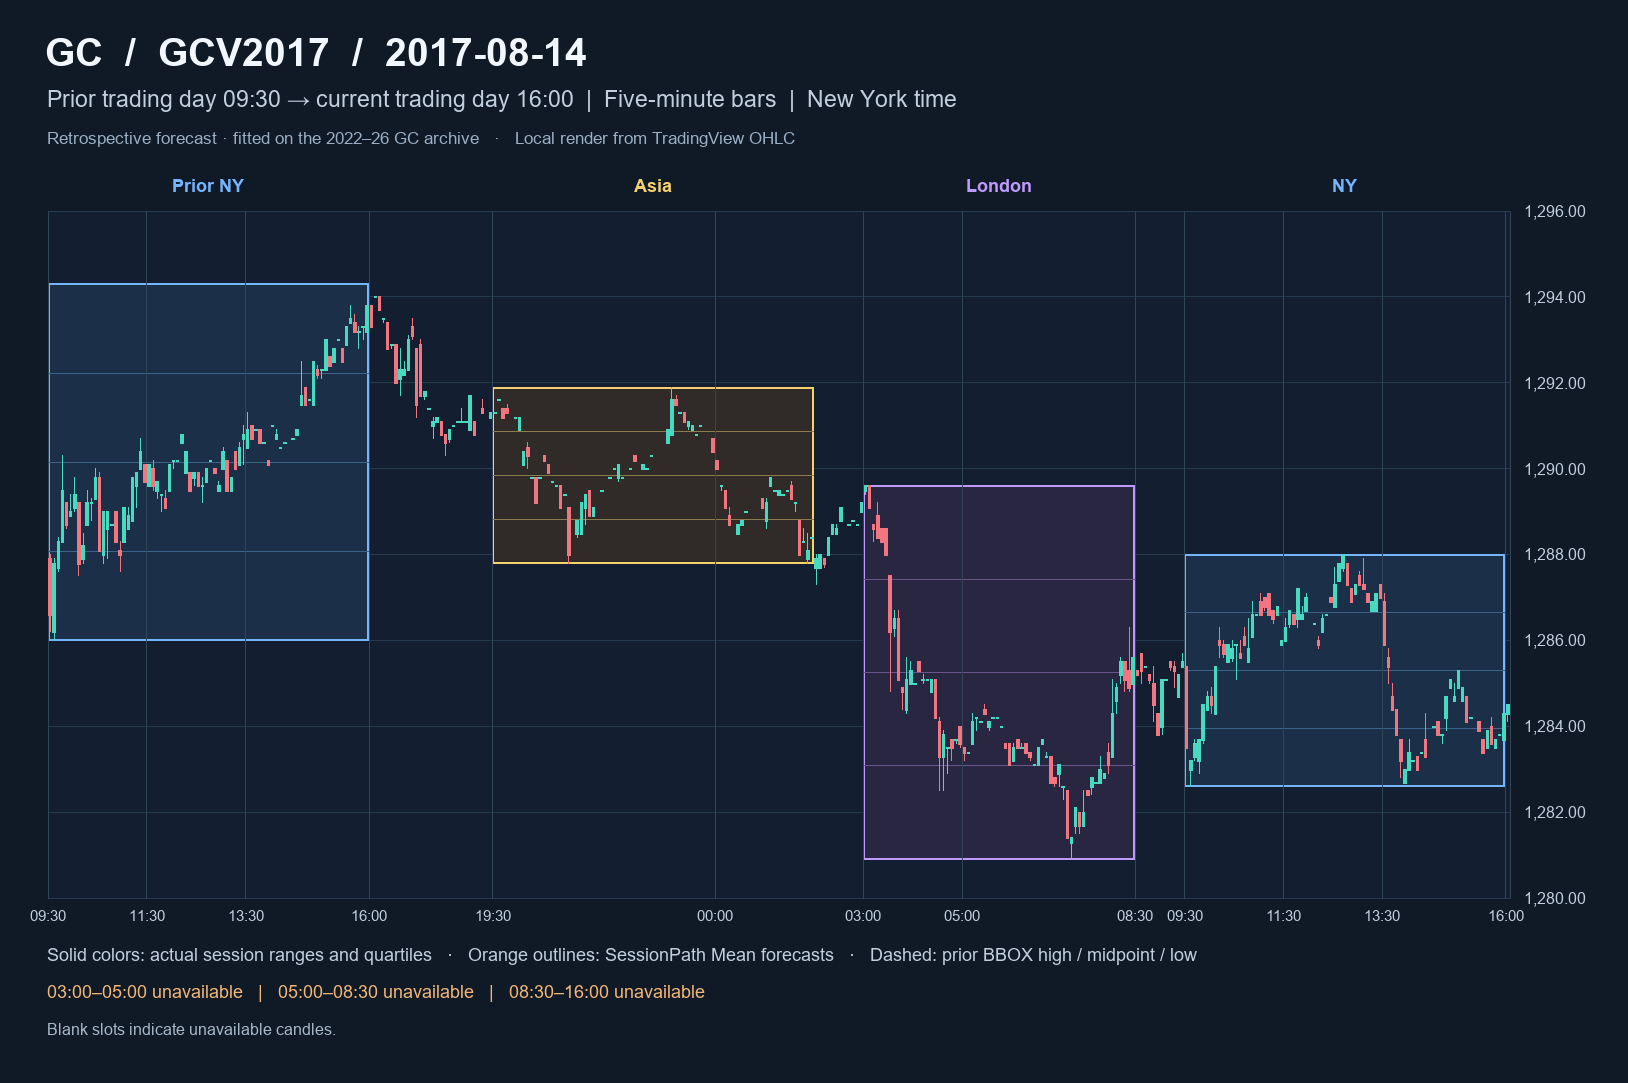 GC / GCV2017 / 2017-08-14
Prior trading day 09:30 → current trading day 16:00 | Five-minute bars | New York time
Retrospective forecast · fitted on the 2022–26 GC archive · Local render from TradingView OHLC
Prior NY Asia London NY
1,296.00
1,294.00
1,292.00
1,290.00
1,288.00
1,286.00
1,284.00
1,282.00
1,280.00
09:30 11:30 13:30 16:00 19:30 00:00 03:00 05:00 08:30 09:30 11:30 13:30 16:00
Solid colors: actual session ranges and quartiles · Orange outlines: SessionPath Mean forecasts · Dashed: prior BBOX high / midpoint / low
03:00–05:00 unavailable | 05:00–08:30 unavailable | 08:30–16:00 unavailable
Blank slots indicate unavailable candles.